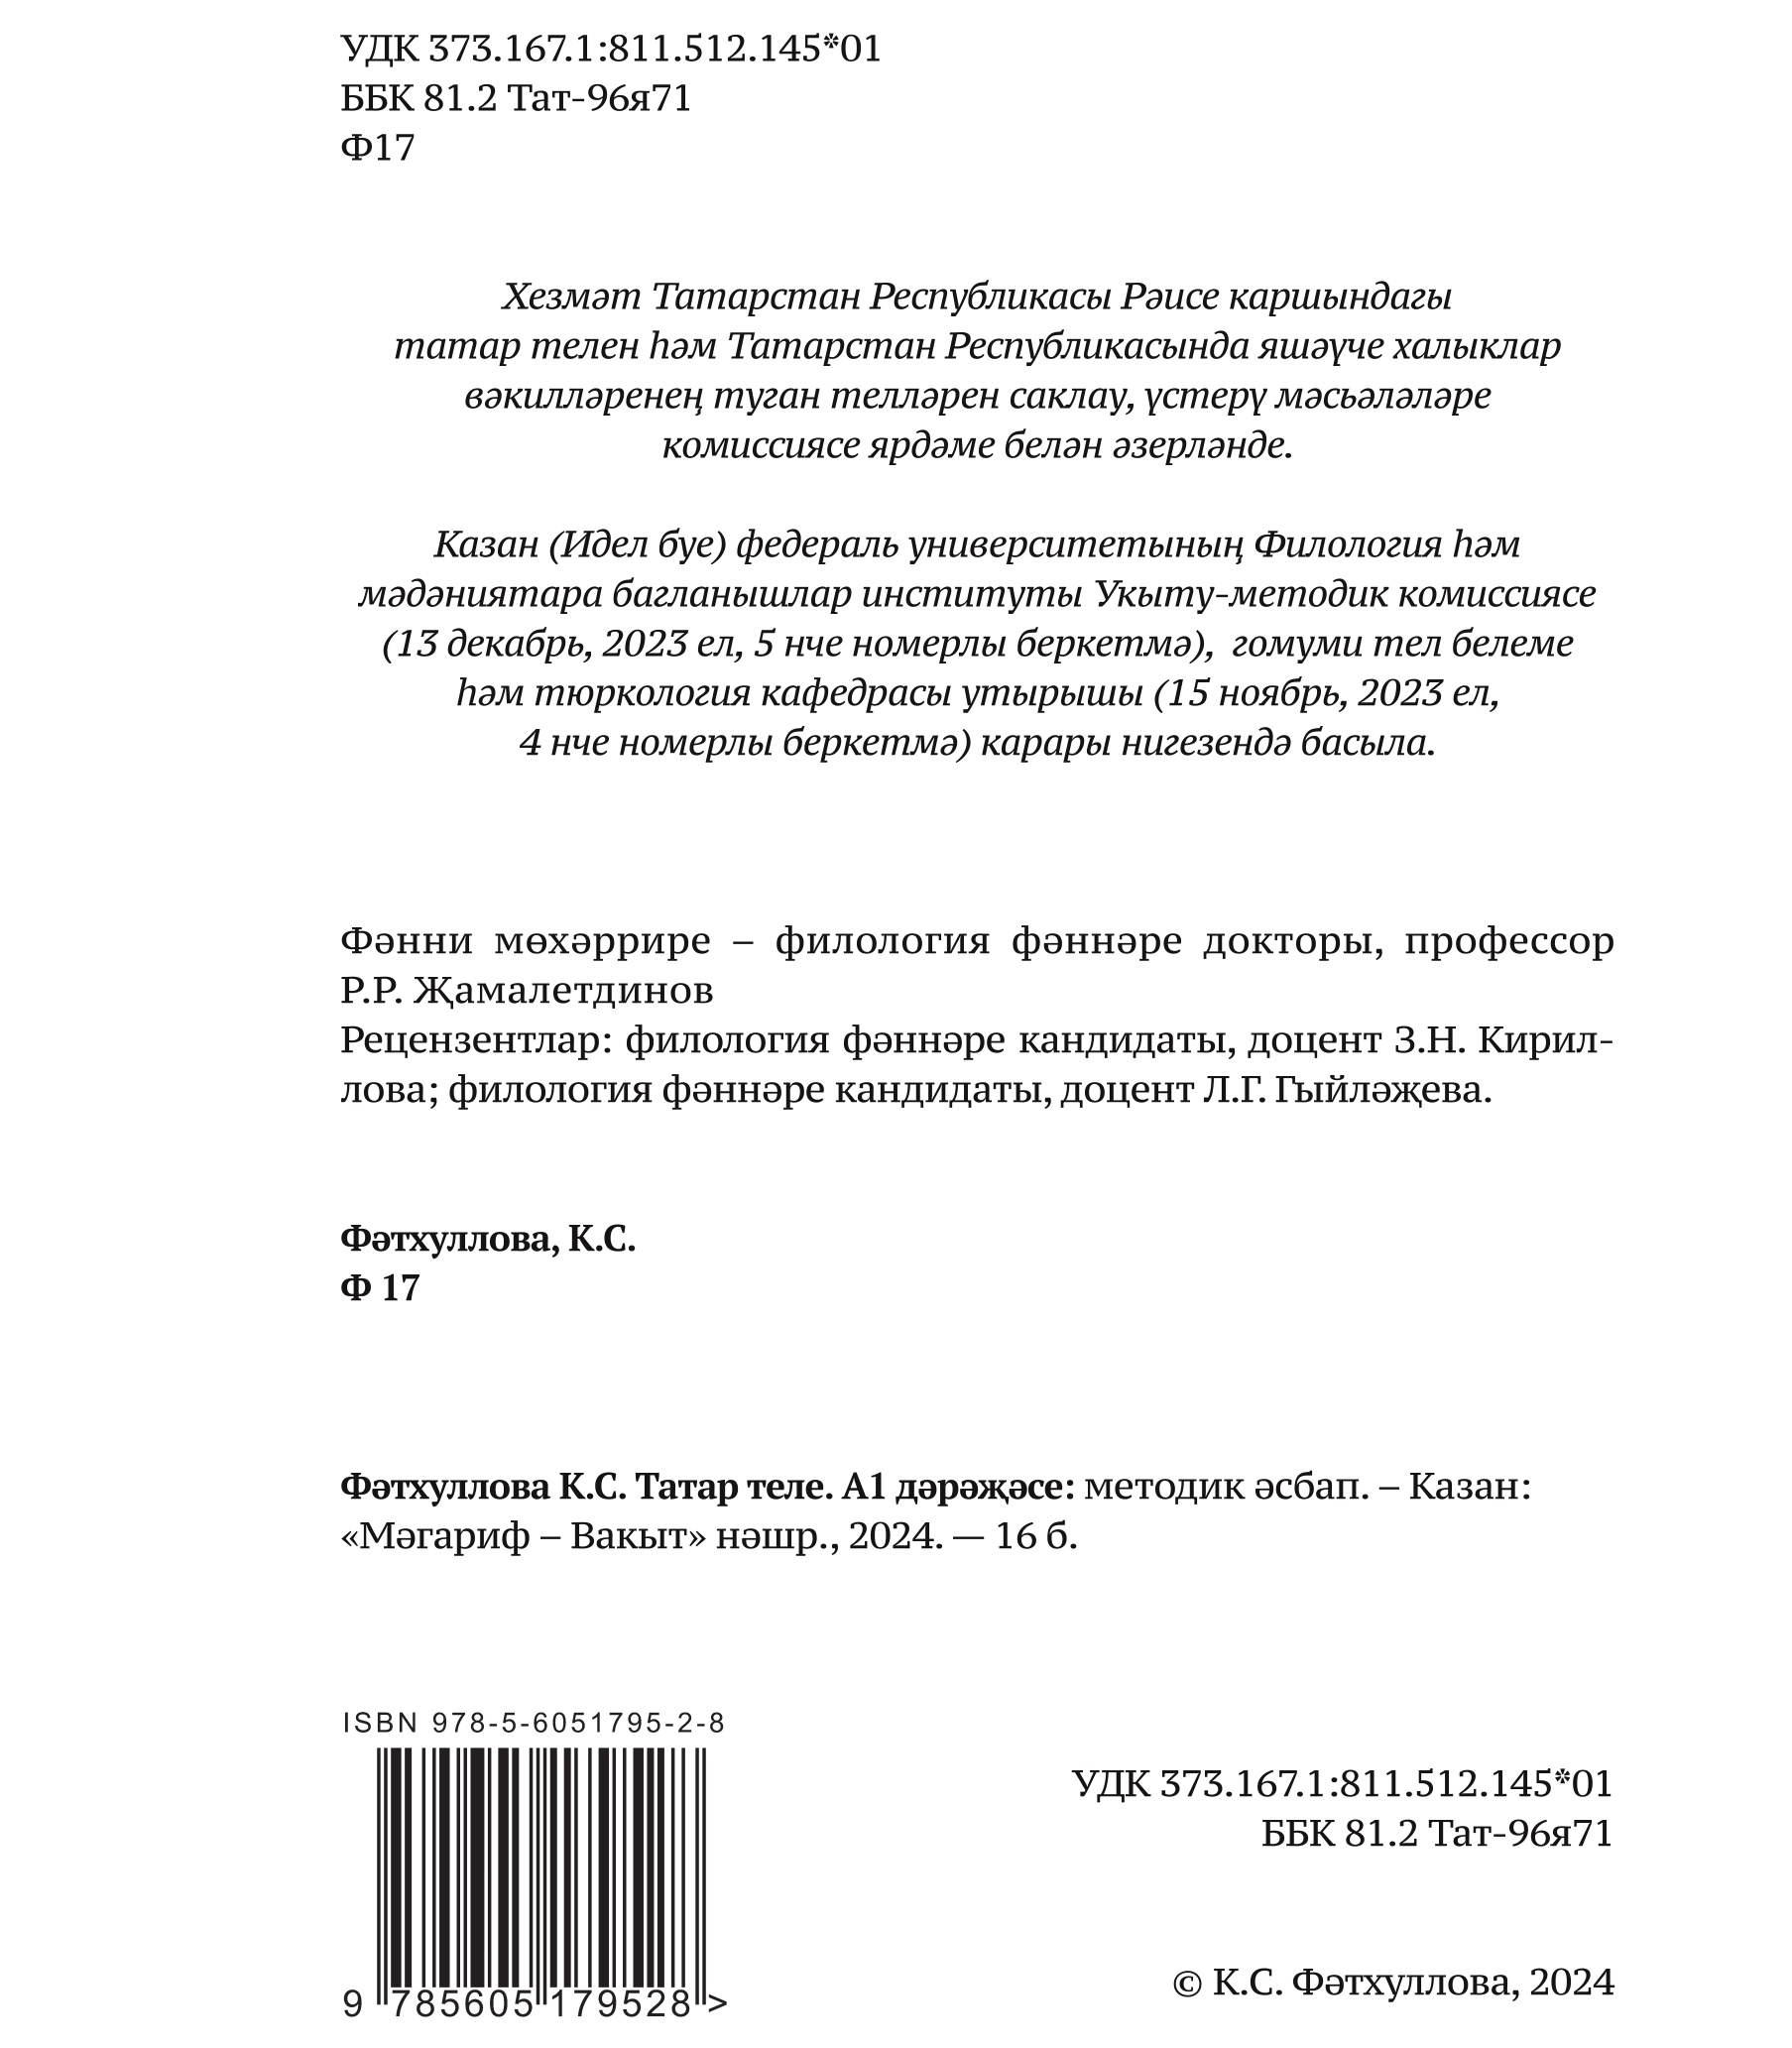 УДК 373.167.1:811.512.145*01
ББК 81.2 Тат-96я71
Ф17
Хезмәт Татарстан Республикасы Рәисе каршындагы
татар телен һәм Татарстан Республикасында яшәүче халыклар
вәкилләренең туган телләрен саклау, үстерү мәсьәләләре
комиссиясе ярдәме белән әзерләнде.
Казан (Идел буе) федераль университетының Филология һәм
мәдәниятара багланышлар институты Укыту-методик комиссиясе
(13 декабрь, 2023 ел, 5 нче номерлы беркетмә), гомуми тел белеме
һәм тюркология кафедрасы утырышы (15 ноябрь, 2023 ел,
4 нче номерлы беркетмә) карары нигезендә басыла.
Фәнни мөхәррире – филология фәннәре докторы, профессор
Р.Р. Җамалетдинов
Рецензентлар: филология фәннәре кандидаты, доцент З.Н. Кирил-
лова; филология фәннәре кандидаты, доцент Л.Г. Гыйләҗева.
Фәтхуллова, К.С.
Ф 17
Фәтхуллова К.С. Татар теле. А1 дәрәҗәсе: методик әсбап. – Казан:
«Мәгариф – Вакыт» нәшр., 2024. — 16 б.
ISBN 978-5-6051795-2-8
9 785605 179528 >
УДК 373.167.1:811.512.145*01
ББК 81.2 Тат-96я71
© К.С. Фәтхуллова, 2024